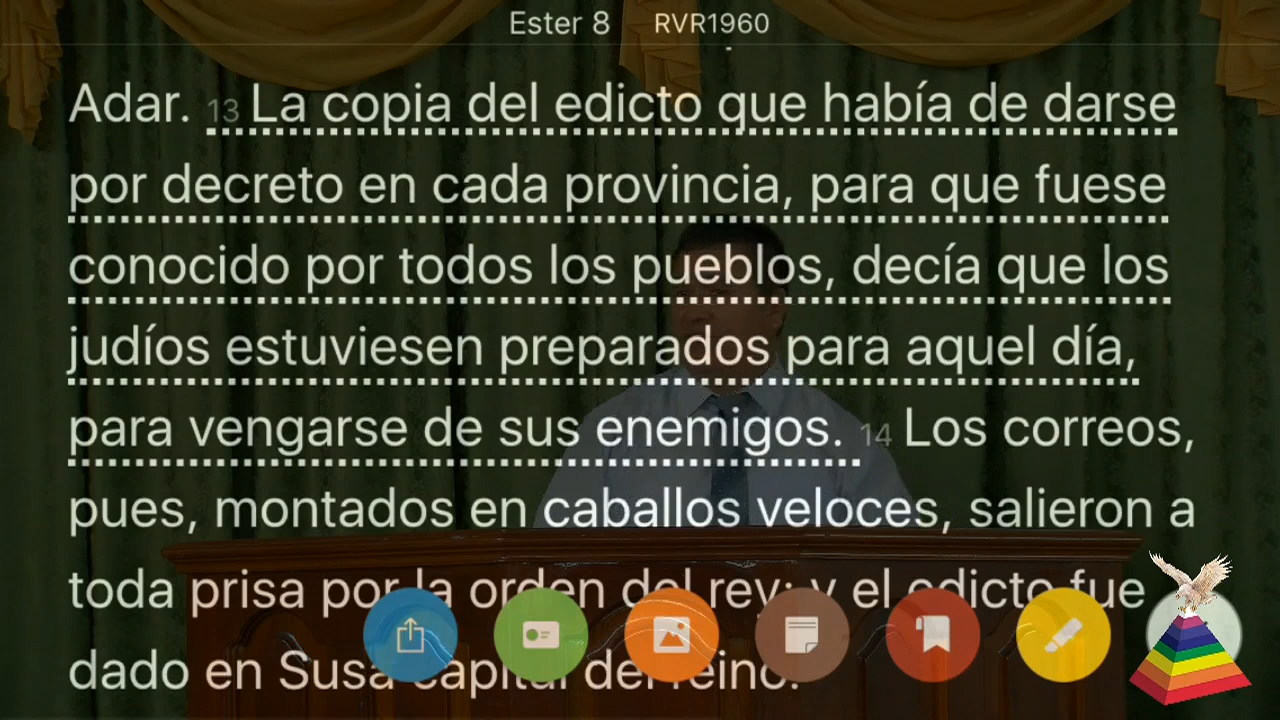 Ester 8 RVR1960
Adar. 13 La copia del edicto que había de darse
por decreto en cada provincia, para que fuese
conocido por todos los pueblos, decía que los
judíos estuviesen preparados para aquel día,
para vengarse de sus enemigos. 14 Los correos,
pues, montados en caballos veloces, salieron a
toda prisa por la orden del rey; y el edicto fue
dado en Susa capital del reino.